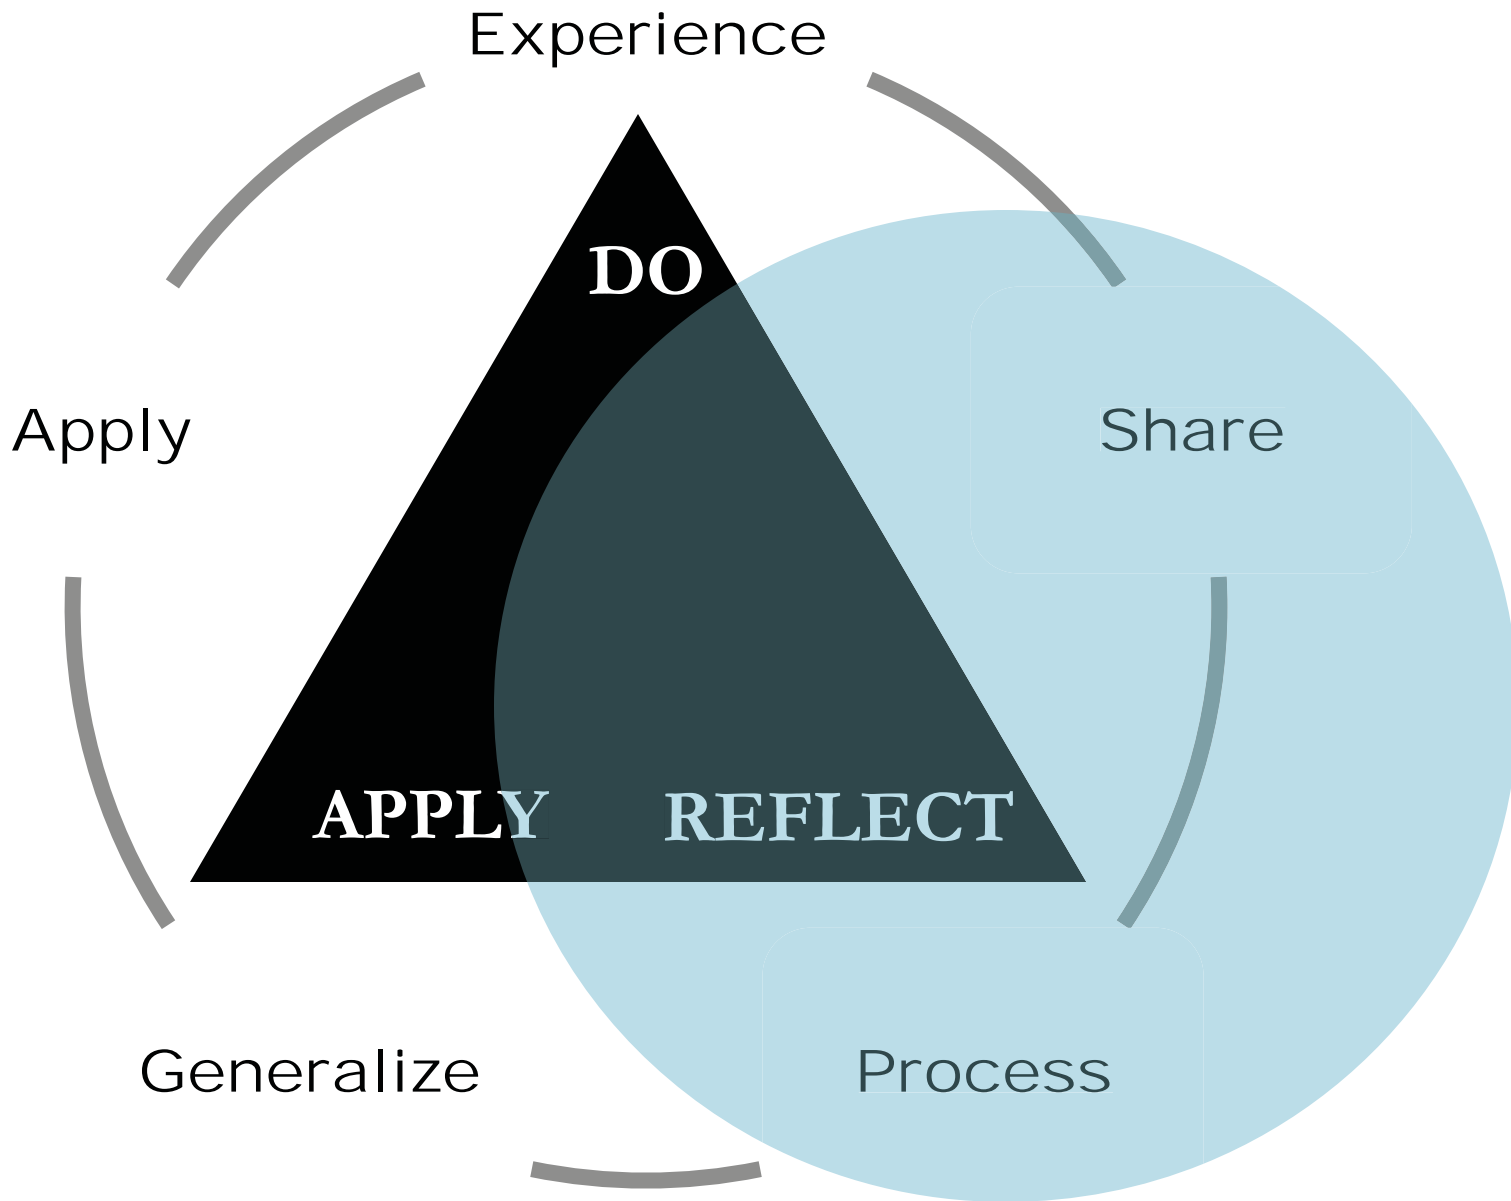 Experience
DO
Apply
Share
APPLY
REFLECT
Generalize
Process